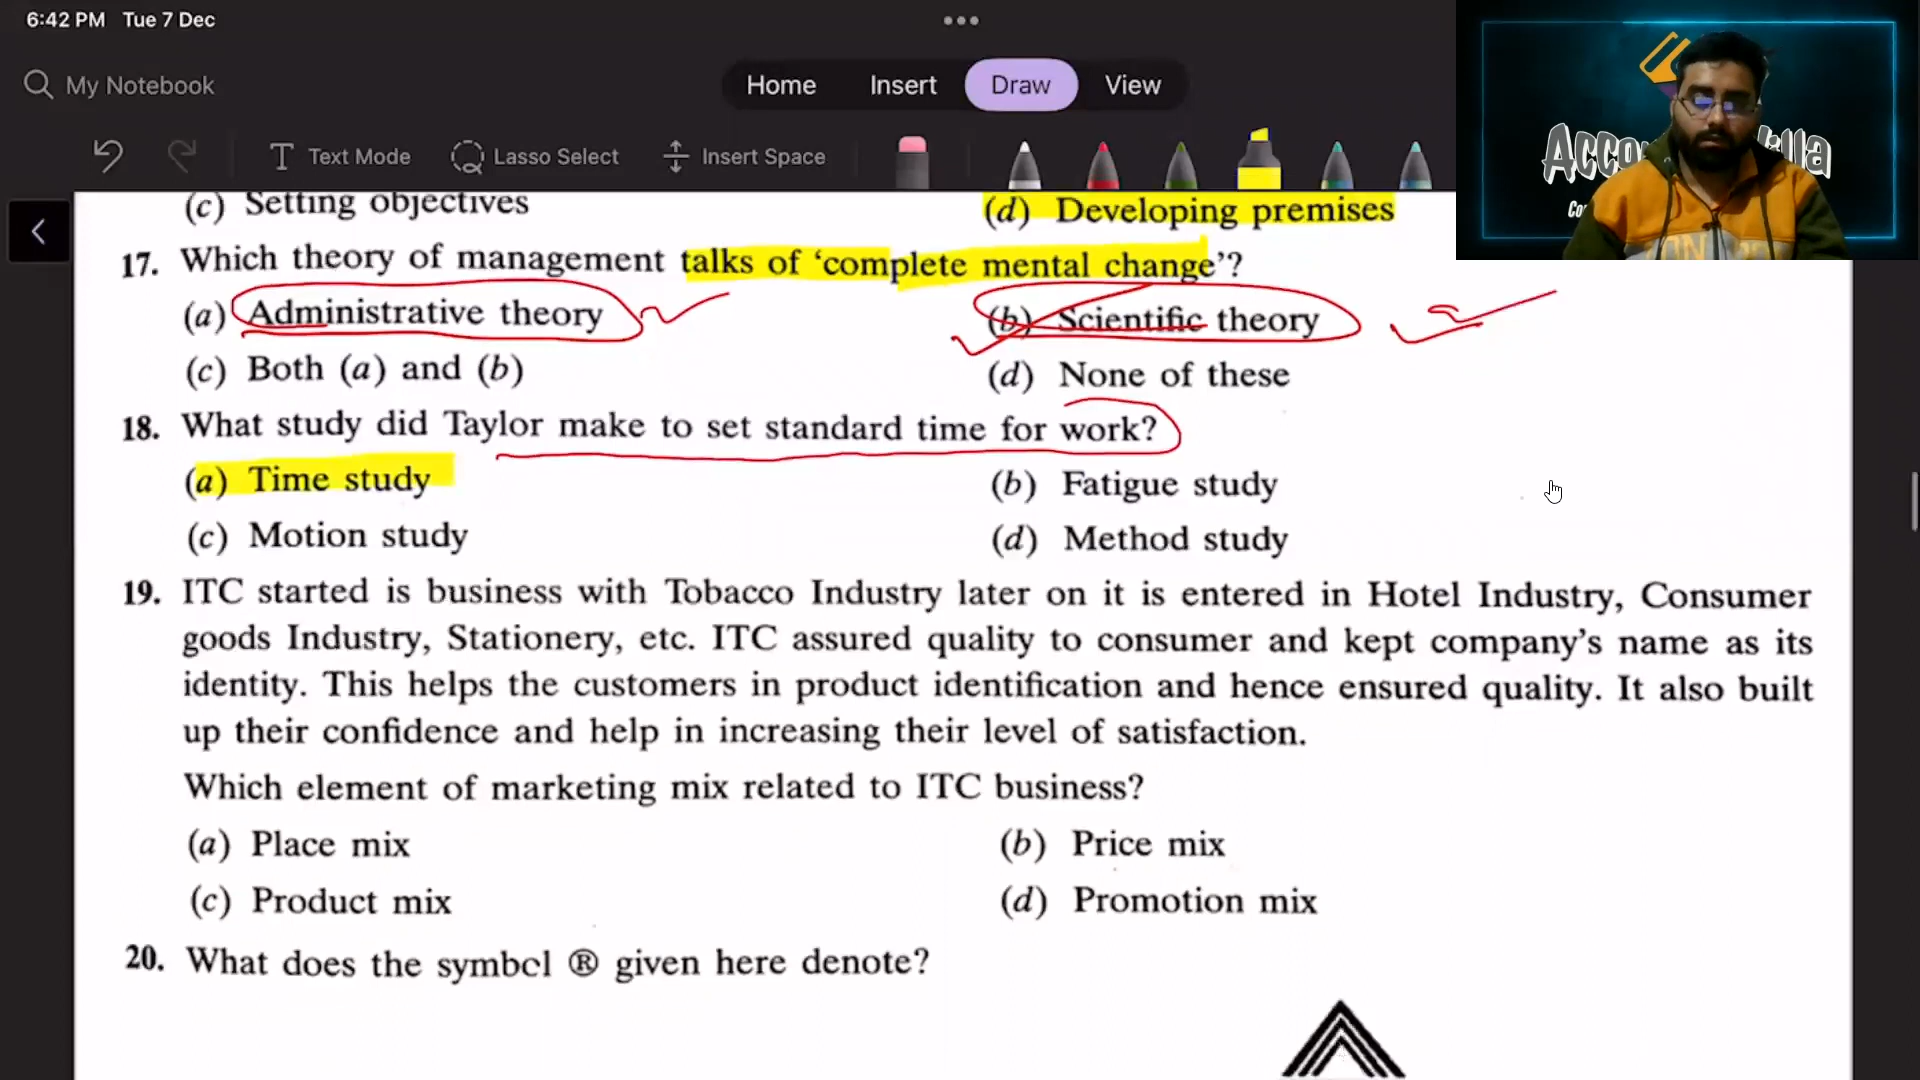 6:42 PM Tue 7 Dec
My Notebook
Home Insert Draw View
Text Mode Lasso Select Insert Space
(c) Setting objectives (d) Developing premises
17. Which theory of management talks of ‘complete mental change’?
(a) Administrative theory (b) Scientific theory
(c) Both (a) and (b) (d) None of these
18. What study did Taylor make to set standard time for work?
(a) Time study (b) Fatigue study
(c) Motion study (d) Method study
19. ITC started is business with Tobacco Industry later on it is entered in Hotel Industry, Consumer
goods Industry, Stationery, etc. ITC assured quality to consumer and kept company’s name as its
identity. This helps the customers in product identification and hence ensured quality. It also built
up their confidence and help in increasing their level of satisfaction.
Which element of marketing mix related to ITC business?
(a) Place mix (b) Price mix
(c) Product mix (d) Promotion mix
20. What does the symbol ® given here denote?